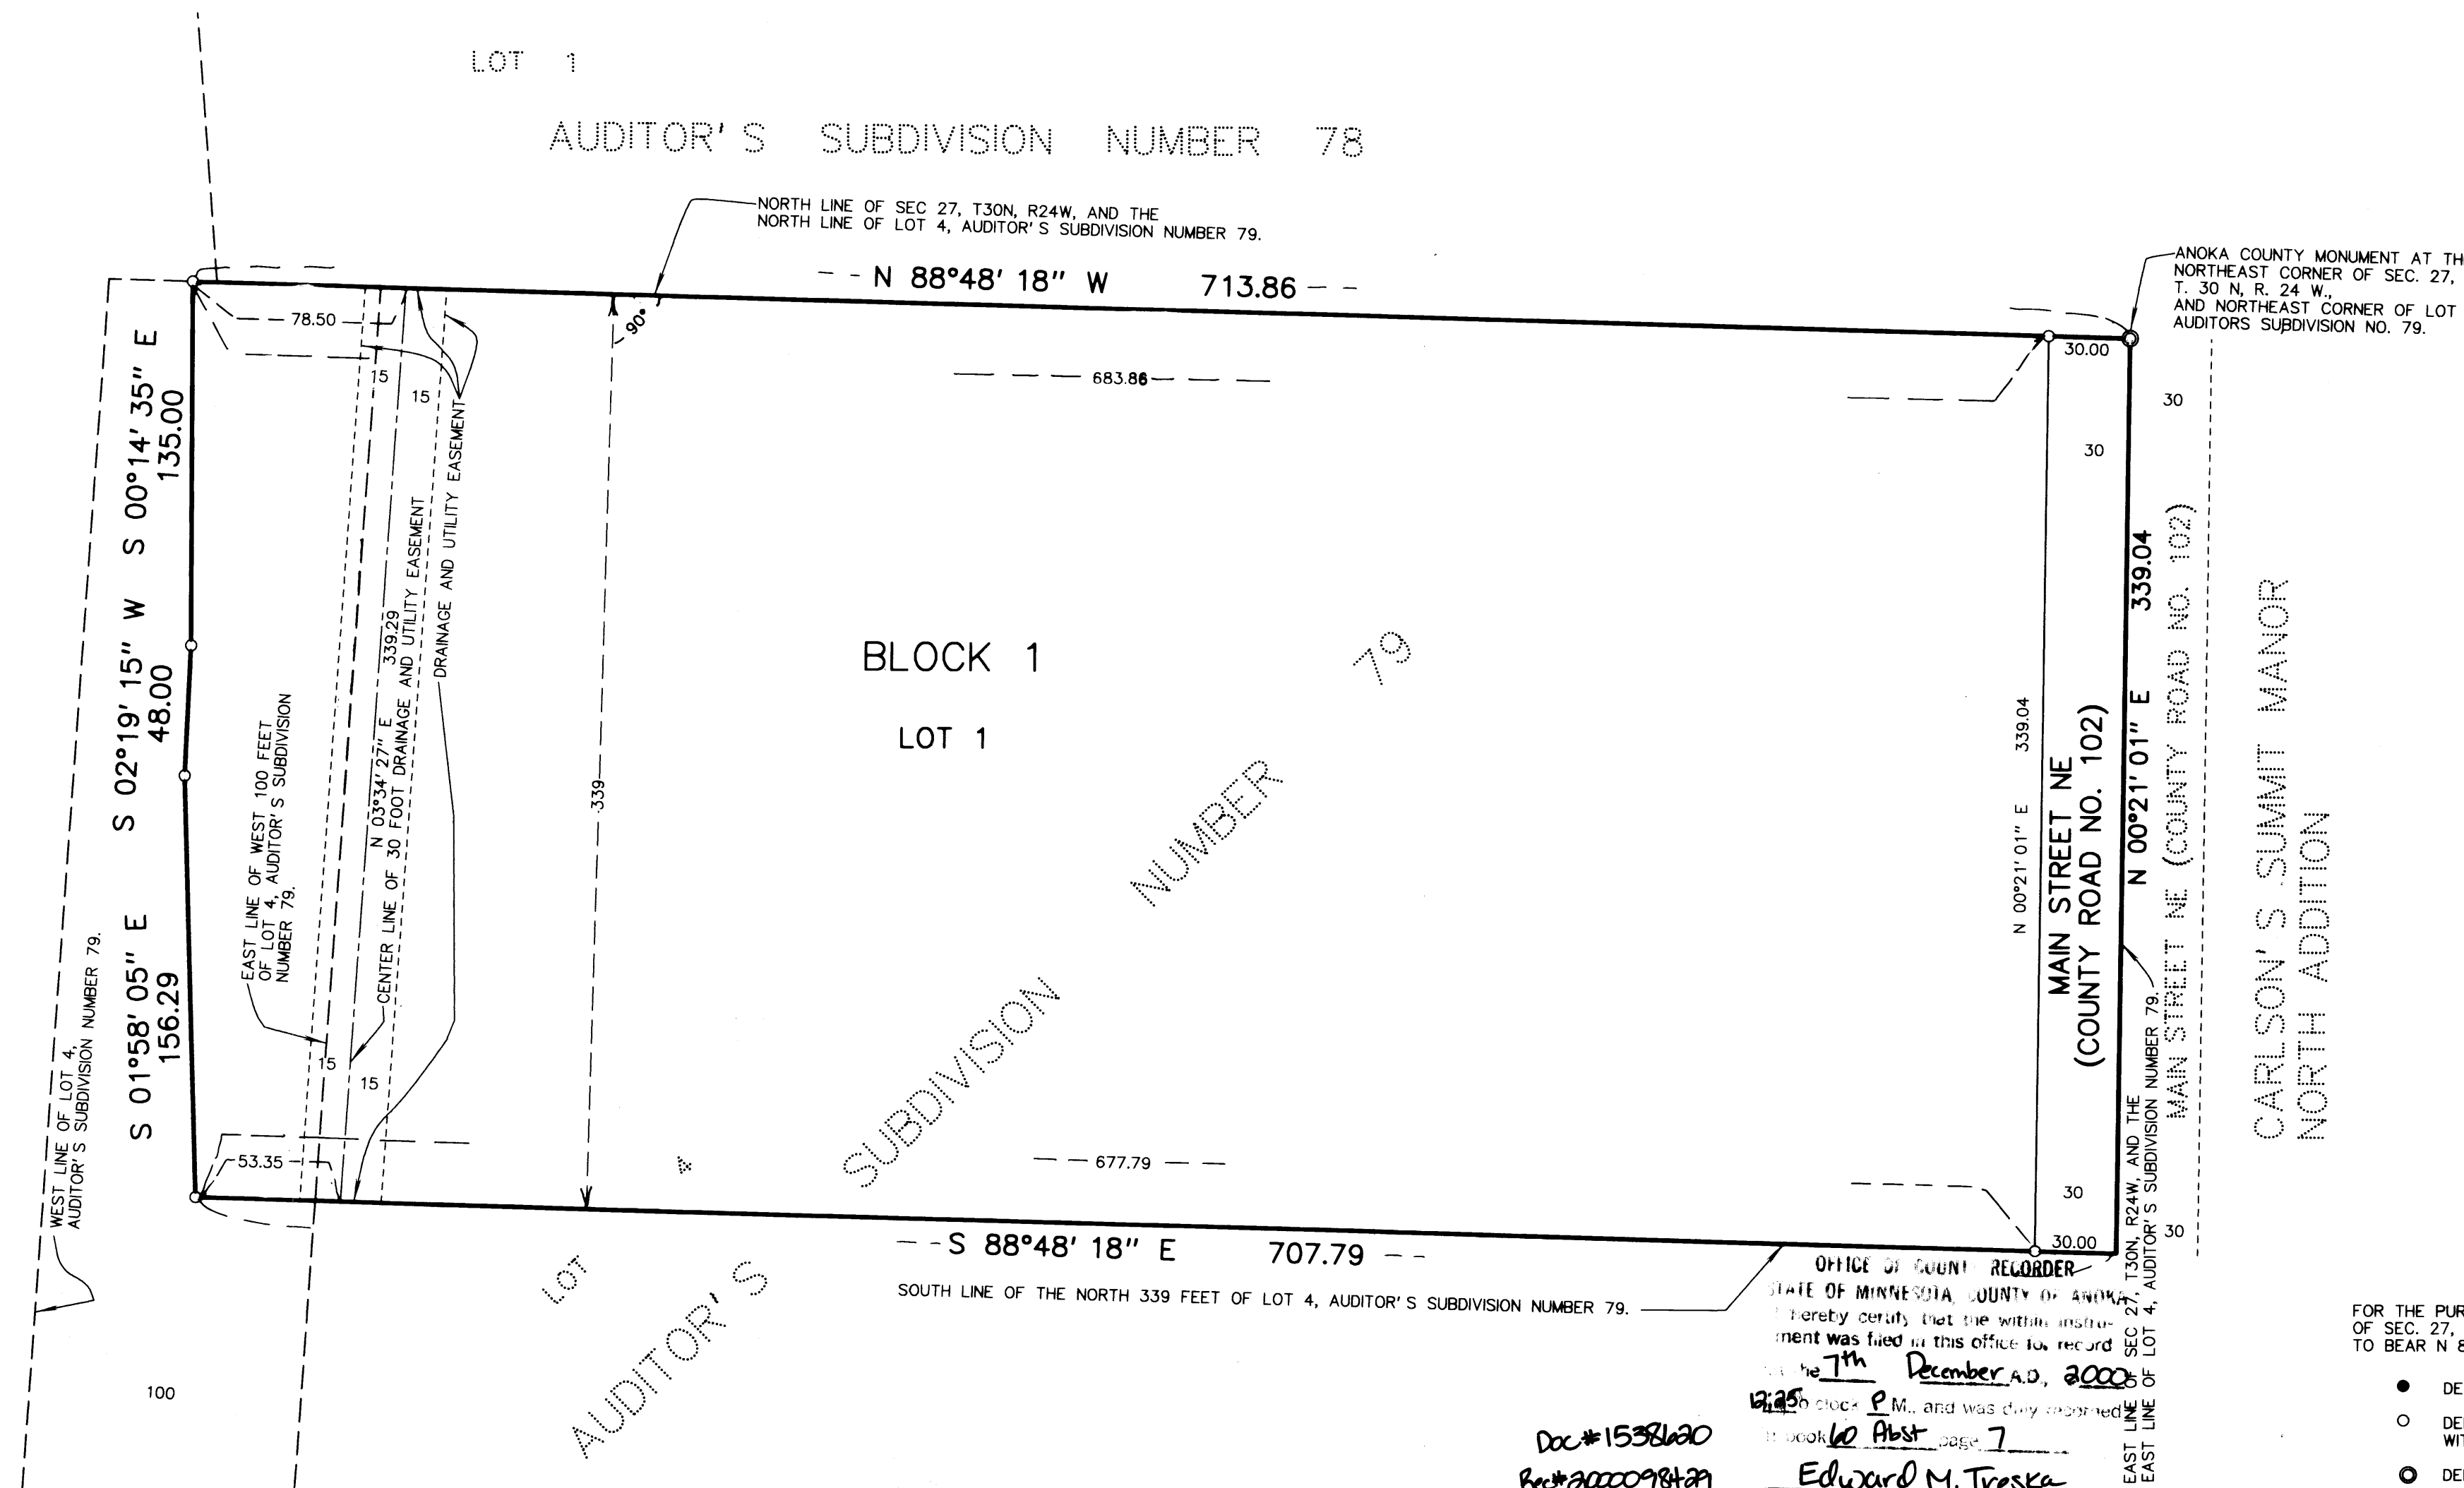 LOT 1
AUDITOR'S SUBDIVISION NUMBER 78
NORTH LINE OF SEC 27, T30N, R24W, AND THE
NORTH LINE OF LOT 4, AUDITOR'S SUBDIVISION NUMBER 79.
N 88°48'18" W 713.86
ANOKA COUNTY MONUMENT AT TH
NORTHEAST CORNER OF SEC. 27,
T. 30 N, R. 24 W.,
AND NORTHEAST CORNER OF LOT
AUDITORS SUBDIVISION NO. 79.
78.50
90°
683.86
30.00
15
15
30
30
S 00°14'35" E
135.00
S 02°19'15" W
48.00
S 01°58'05" E
156.29
WEST LINE OF LOT 4,
AUDITOR'S SUBDIVISION NUMBER 79.
EAST LINE OF WEST 100 FEET
OF LOT 4, AUDITOR'S SUBDIVISION
NUMBER 79.
N 03°34'27" E 339.29
CENTER LINE OF 30 FOOT DRAINAGE AND UTILITY EASEMENT
DRAINAGE AND UTILITY EASEMENT
339
BLOCK 1
LOT 1
LOT 4
AUDITOR'S SUBDIVISION NUMBER 79
N 00°21'01" E 339.04
MAIN STREET NE
(COUNTY ROAD NO. 102)
N 00°21'01" E 339.04
MAIN STREET NE (COUNTY ROAD NO. 102)
CARLSON'S SUMMIT MANOR
NORTH ADDITION
15
15
53.35
677.79
30
30
30.00
S 88°48'18" E 707.79
SOUTH LINE OF THE NORTH 339 FEET OF LOT 4, AUDITOR'S SUBDIVISION NUMBER 79.
EAST LINE OF SEC 27, T30N, R24W, AND THE
EAST LINE OF LOT 4, AUDITOR'S SUBDIVISION NUMBER 79.
100
OFFICE OF COUNT RECORDER
STATE OF MINNESOTA, COUNTY OF ANOKA
hereby certify that the within instru-
ment was filed in this office for record
the 7th December A.D., 2000
12:25 o'clock P M., and was duly recorded
book 60 Abst page 7
Doc#1538620
Rec#2000098429
Edward M. Treska
FOR THE PUR
OF SEC. 27,
TO BEAR N 8
DE
DE
WI
DE